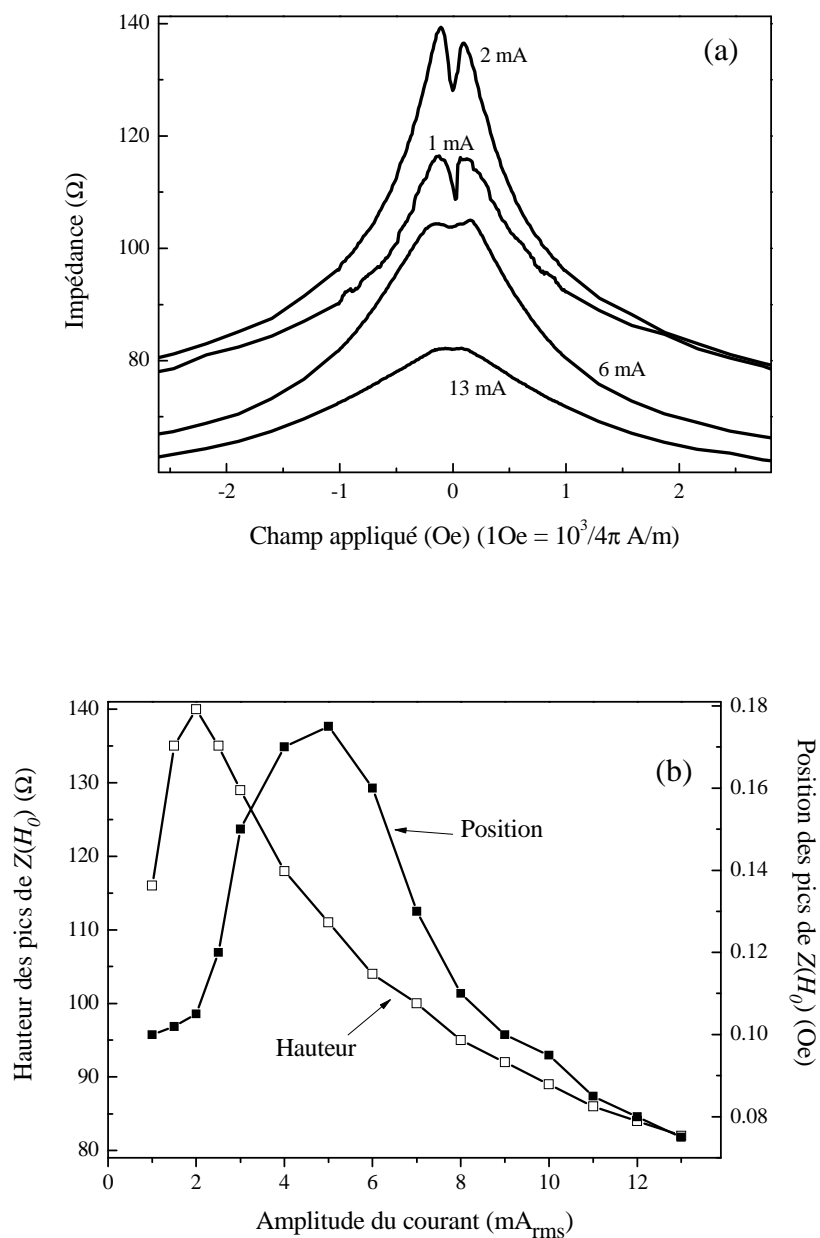 140
120
100
80
Impédance (Ω)
(a)
2 mA
1 mA
6 mA
13 mA
-2
-1
0
1
2
Champ appliqué (Oe) (1Oe = 10³/4π A/m)
140
130
120
110
100
90
80
Hauteur des pics de Z(H₀) (Ω)
(b)
Position
Hauteur
0.18
0.16
0.14
0.12
0.10
0.08
Position des pics de Z(H₀) (Oe)
0
2
4
6
8
10
12
Amplitude du courant (mA_rms)